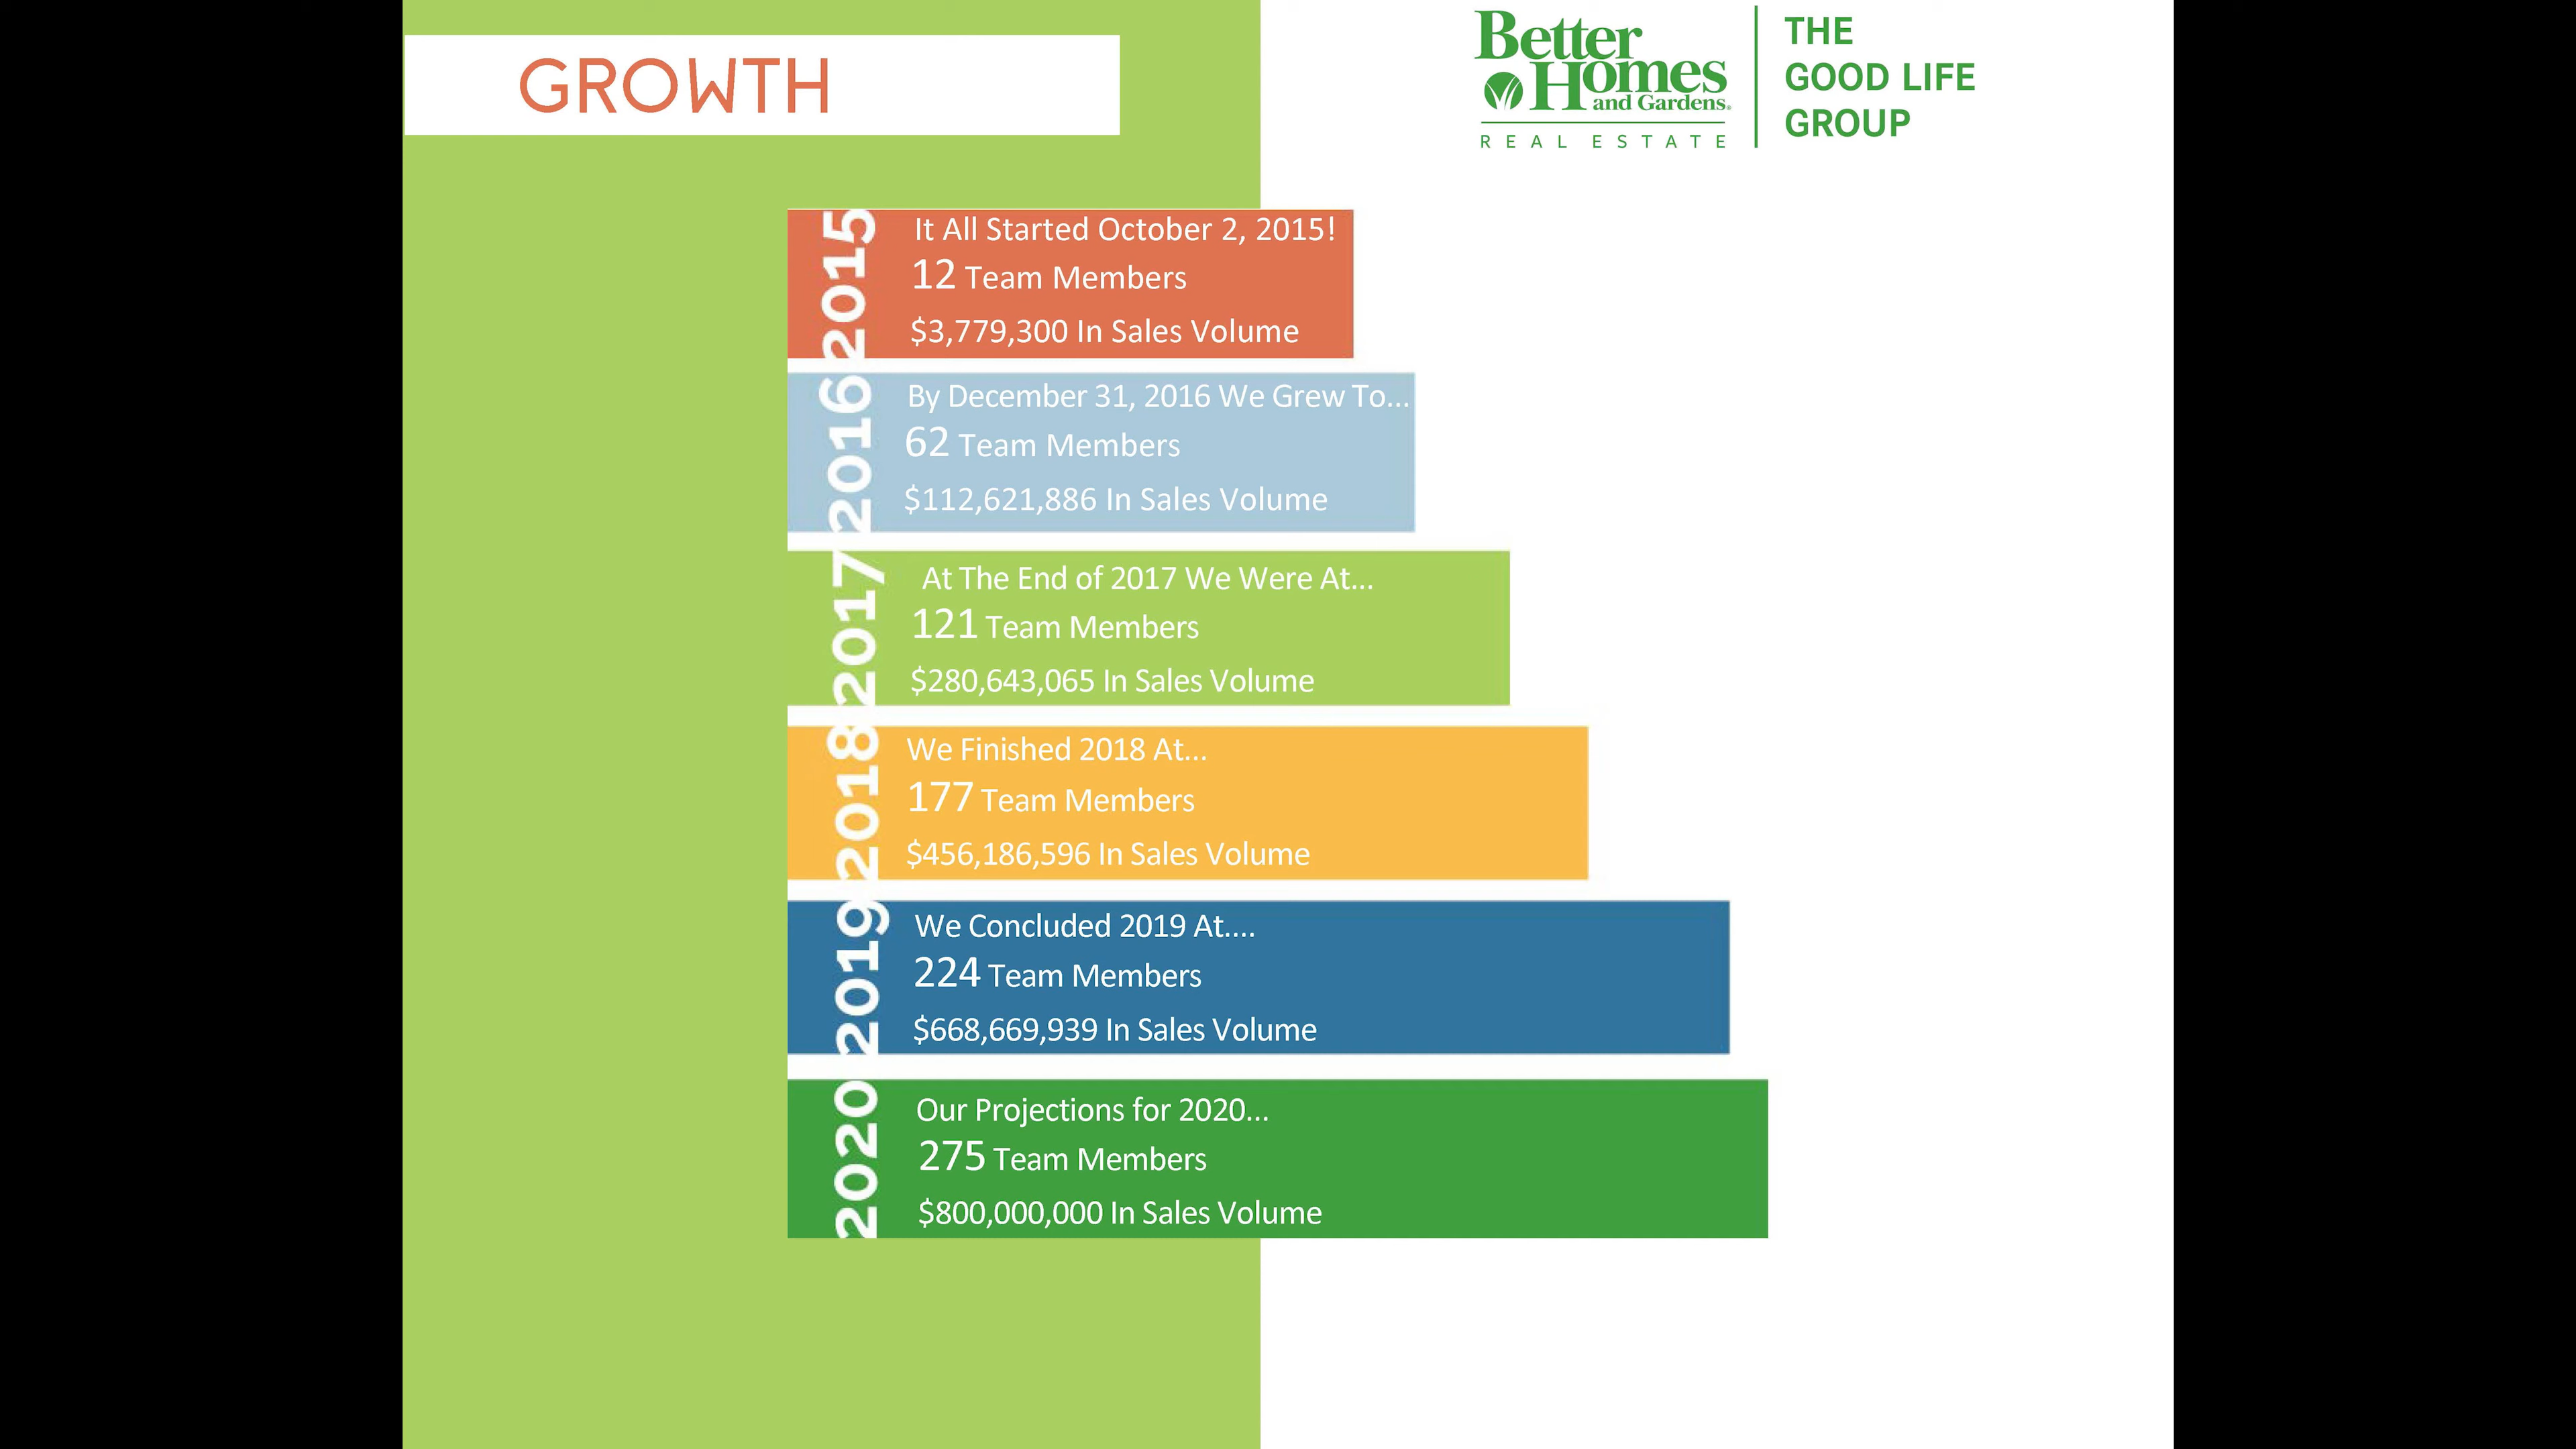 GROWTH
Better
Homes
and Gardens®
REAL ESTATE
THE
GOOD LIFE
GROUP
2015
It All Started October 2, 2015!
12 Team Members
$3,779,300 In Sales Volume
2016
By December 31, 2016 We Grew To...
62 Team Members
$112,621,886 In Sales Volume
2017
At The End of 2017 We Were At...
121 Team Members
$280,643,065 In Sales Volume
2018
We Finished 2018 At...
177 Team Members
$456,186,596 In Sales Volume
2019
We Concluded 2019 At....
224 Team Members
$668,669,939 In Sales Volume
2020
Our Projections for 2020...
275 Team Members
$800,000,000 In Sales Volume